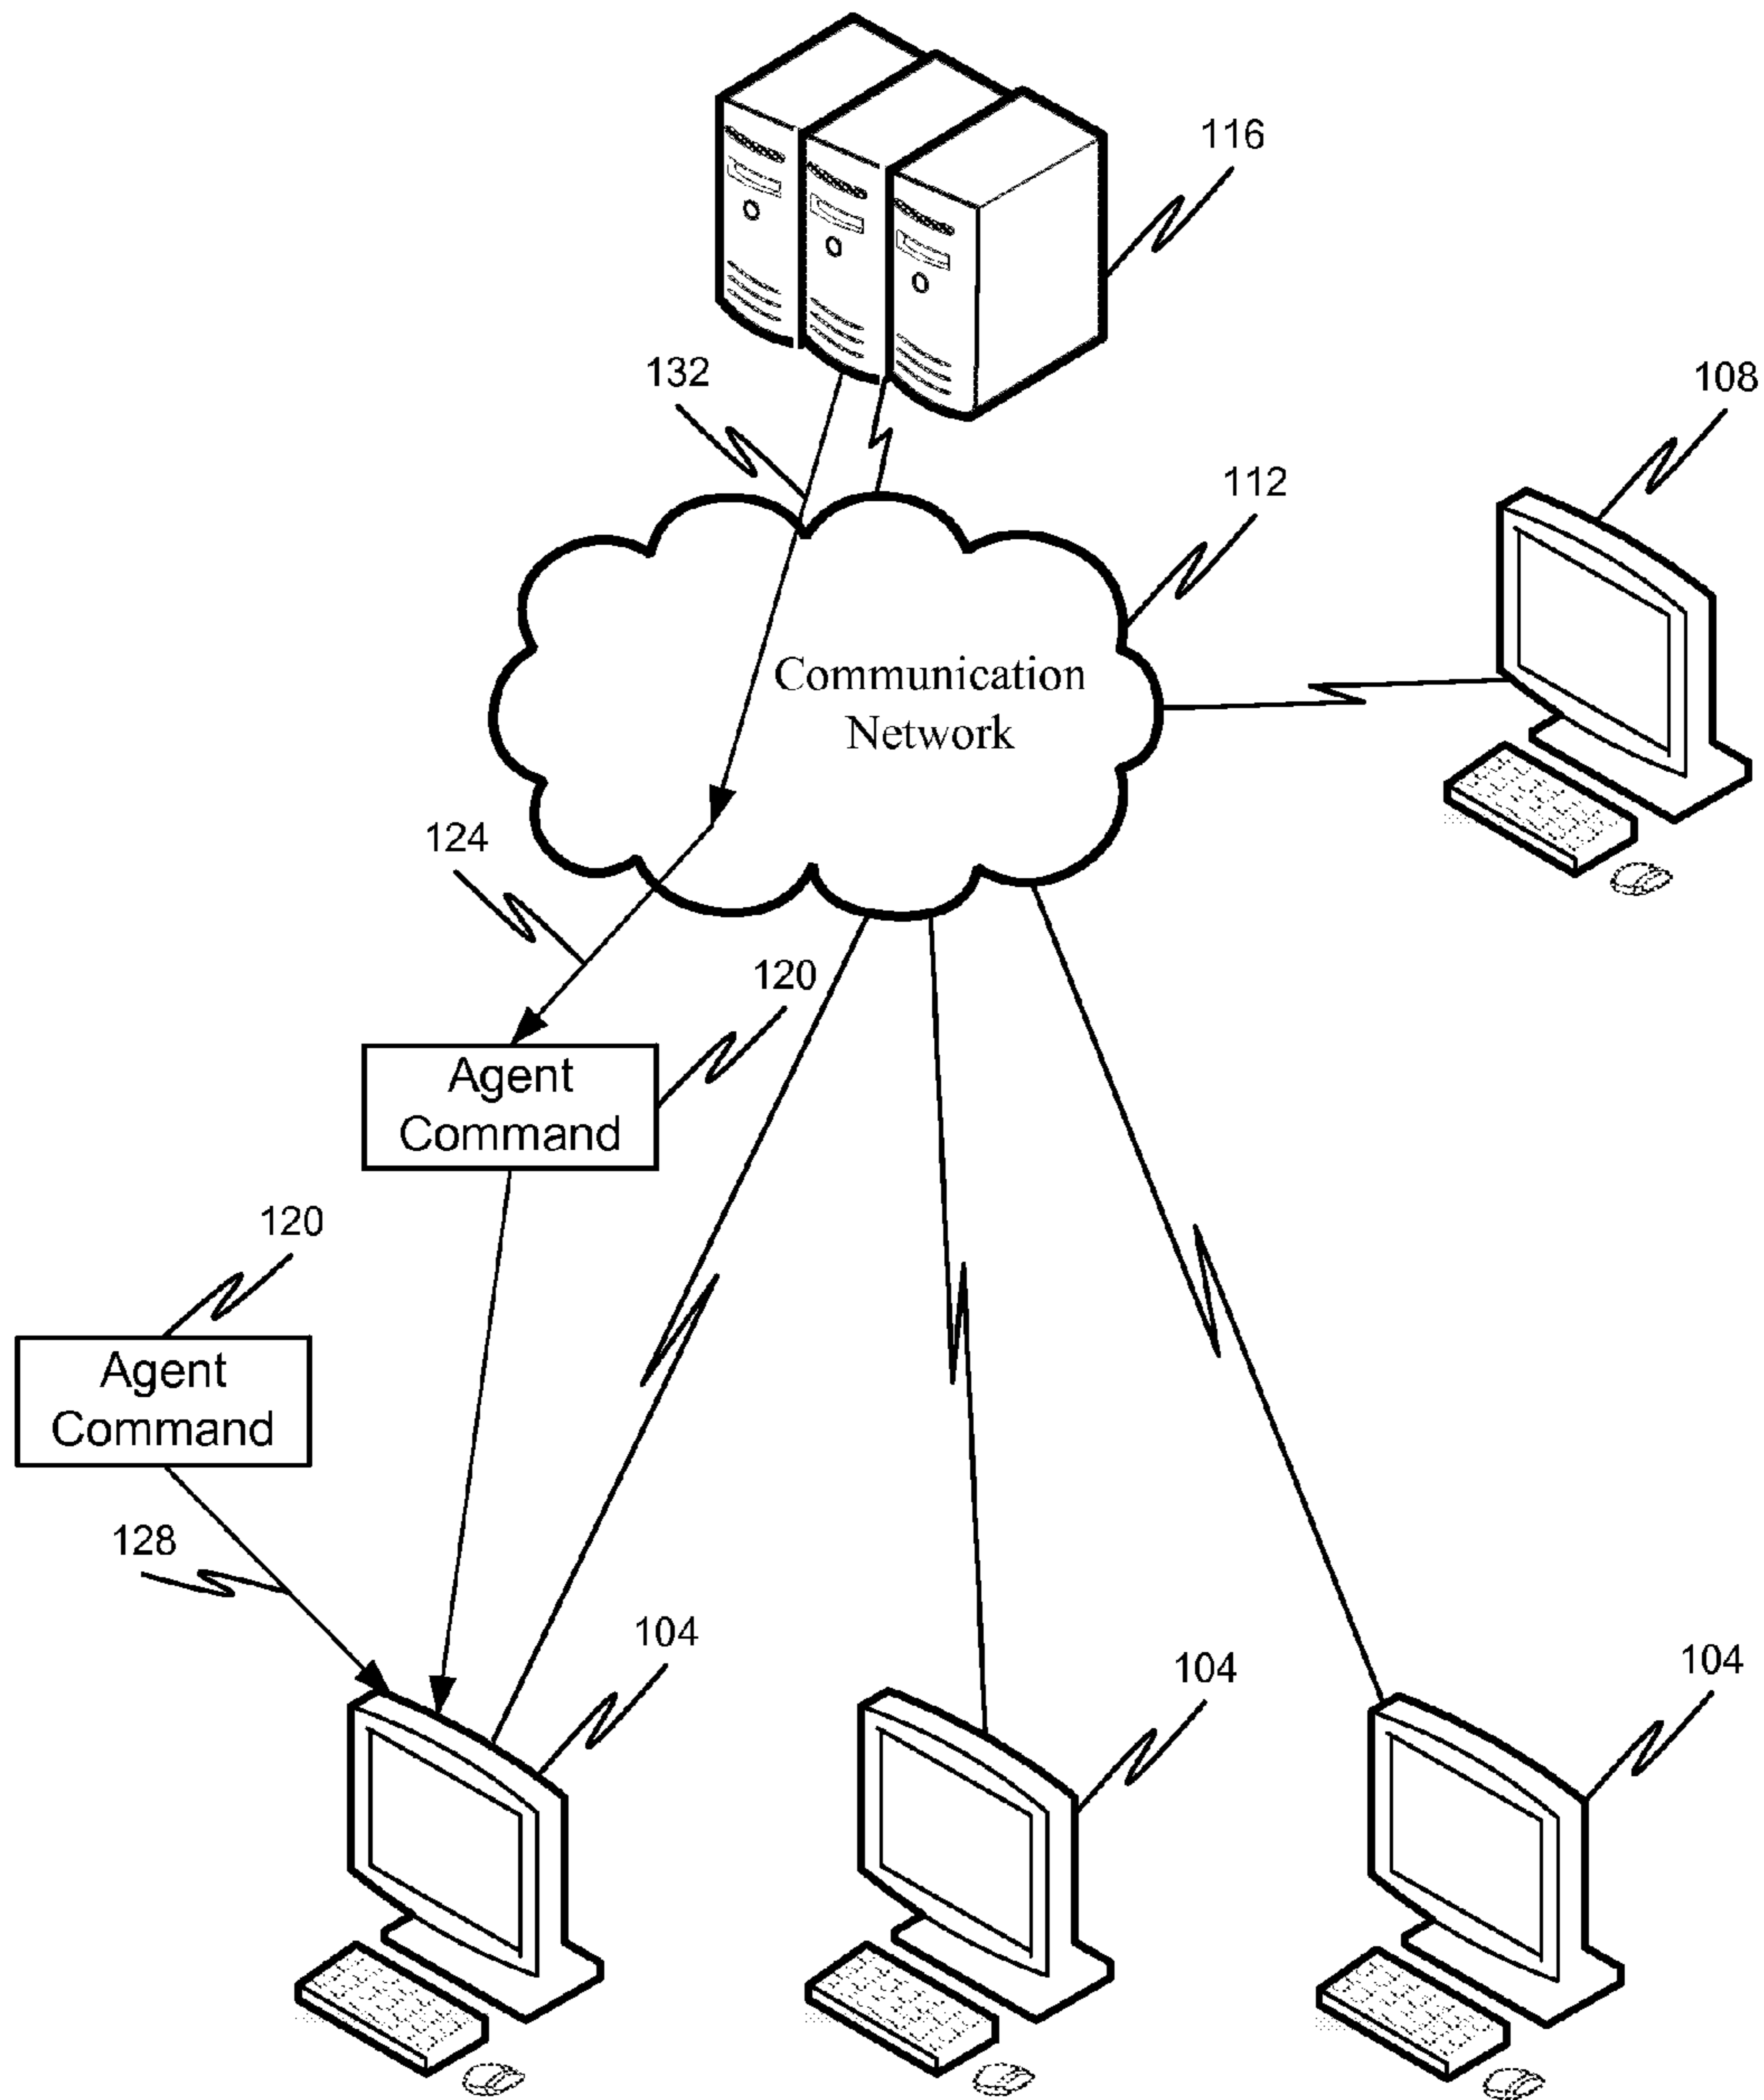 116
132
108
112
Communication
Network
124
120
Agent
Command
120
Agent
Command
128
104
104
104